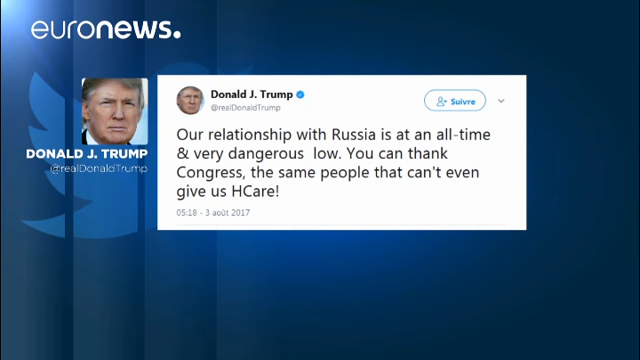 euronews.
DONALD J. TRUMP
@realDonaldTrump
Donald J. Trump
@realDonaldTrump
Suivre
Our relationship with Russia is at an all-time
& very dangerous low. You can thank
Congress, the same people that can't even
give us HCare!
05:18 - 3 août 2017